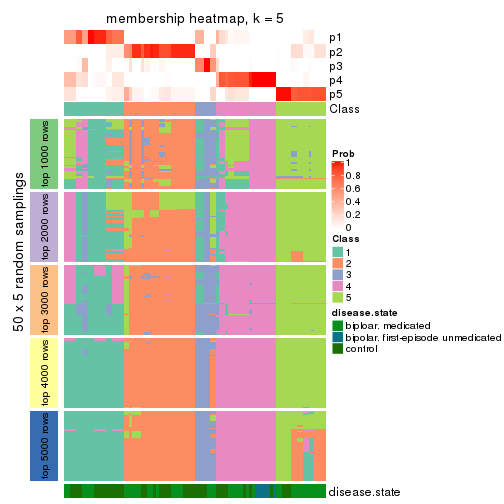 membership heatmap, k = 5
p1
p2
p3
p4
p5
Class
50 x 5 random samplings
top 1000 rows
top 2000 rows
top 3000 rows
top 4000 rows
top 5000 rows
Prob
1
0.8
0.6
0.4
0.2
0
Class
1
2
3
4
5
disease.state
biploar. medicated
bipolar. first-episode unmedicated
control
disease.state